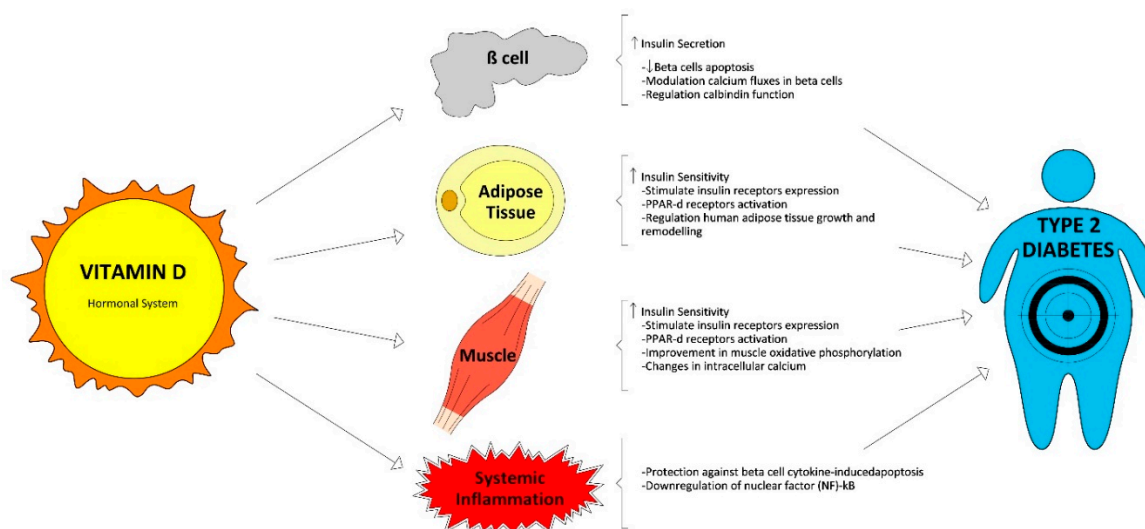 VITAMIN D
Hormonal System
ß cell
↑ Insulin Secretion
-↓Beta cells apoptosis
-Modulation calcium fluxes in beta cells
-Regulation calbindin function
Adipose
Tissue
↑ Insulin Sensitivity
-Stimulate insulin receptors expression
-PPAR-d receptors activation
-Regulation human adipose tissue growth and
remodelling
Muscle
↑ Insulin Sensitivity
-Stimulate insulin receptors expression
-PPAR-d receptors activation
-Improvement in muscle oxidative phosphorylation
-Changes in intracellular calcium
Systemic
Inflammation
-Protection against beta cell cytokine-inducedapoptosis
-Downregulation of nuclear factor (NF)-kB
TYPE 2
DIABETES